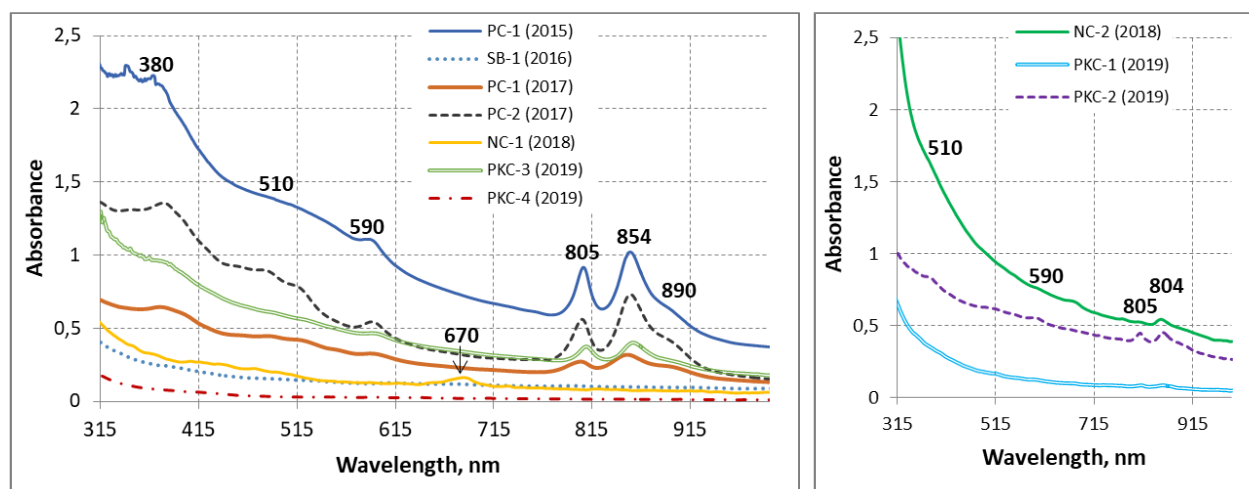 2,5
2
1,5
1
0,5
0
Absorbance
315 415 515 615 715 815 915
Wavelength, nm
380
510
590
670
805
854
890
PC-1 (2015)
SB-1 (2016)
PC-1 (2017)
PC-2 (2017)
NC-1 (2018)
PKC-3 (2019)
PKC-4 (2019)
2,5
2
1,5
1
0,5
0
Absorbance
315 515 715 915
Wavelength, nm
510
590
805
804
NC-2 (2018)
PKC-1 (2019)
PKC-2 (2019)